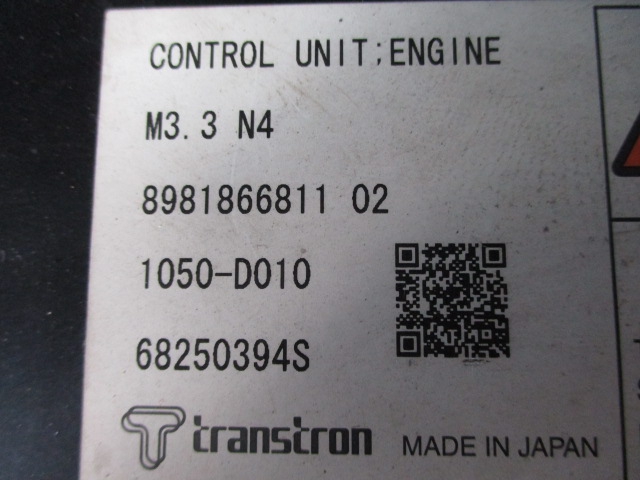 CONTROL UNIT;ENGINE
M3.3 N4
8981866811 02
1050-D010
68250394S
transtron MADE IN JAPAN